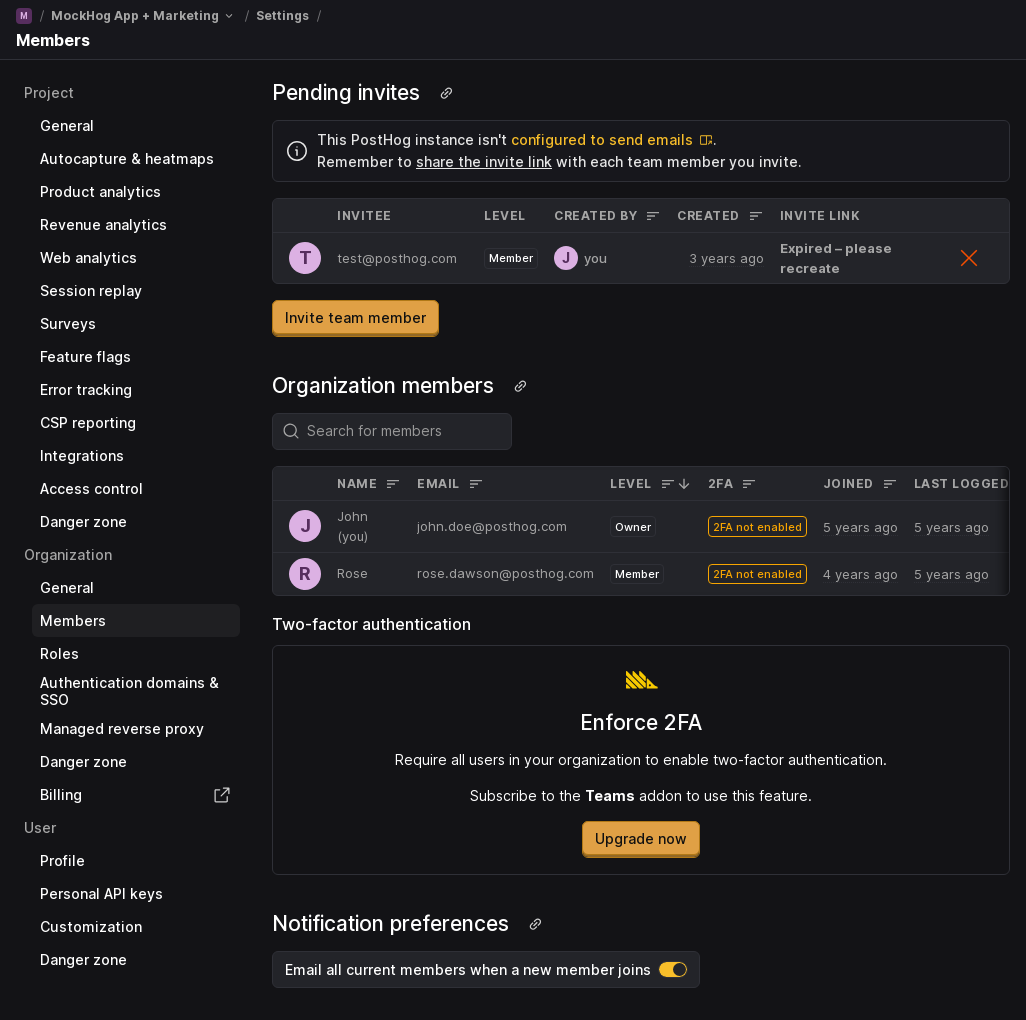 M / MockHog App + Marketing / Settings /
Members
Project
General
Autocapture & heatmaps
Product analytics
Revenue analytics
Web analytics
Session replay
Surveys
Feature flags
Error tracking
CSP reporting
Integrations
Access control
Danger zone
Organization
General
Members
Roles
Authentication domains &
SSO
Managed reverse proxy
Danger zone
Billing
User
Profile
Personal API keys
Customization
Danger zone
Pending invites
This PostHog instance isn't configured to send emails .
Remember to share the invite link with each team member you invite.
INVITEE LEVEL CREATED BY CREATED INVITE LINK
T test@posthog.com Member J you 3 years ago Expired – please
recreate
Invite team member
Organization members
Search for members
NAME EMAIL LEVEL 2FA JOINED LAST LOGGED
J John
(you) john.doe@posthog.com Owner 2FA not enabled 5 years ago 5 years ago
R Rose rose.dawson@posthog.com Member 2FA not enabled 4 years ago 5 years ago
Two-factor authentication
Enforce 2FA
Require all users in your organization to enable two-factor authentication.
Subscribe to the Teams addon to use this feature.
Upgrade now
Notification preferences
Email all current members when a new member joins